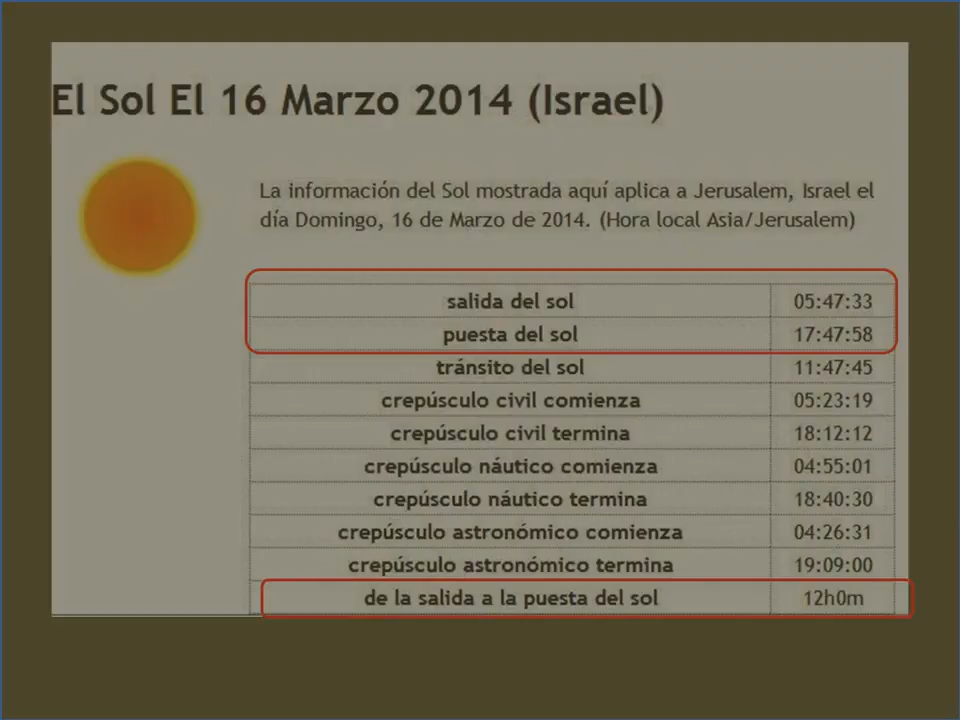 El Sol El 16 Marzo 2014 (Israel)
La información del Sol mostrada aquí aplica a Jerusalem, Israel el
día Domingo, 16 de Marzo de 2014. (Hora local Asia/Jerusalem)
salida del sol 05:47:33
puesta del sol 17:47:58
tránsito del sol 11:47:45
crepúsculo civil comienza 05:23:19
crepúsculo civil termina 18:12:12
crepúsculo náutico comienza 04:55:01
crepúsculo náutico termina 18:40:30
crepúsculo astronómico comienza 04:26:31
crepúsculo astronómico termina 19:09:00
de la salida a la puesta del sol 12h0m